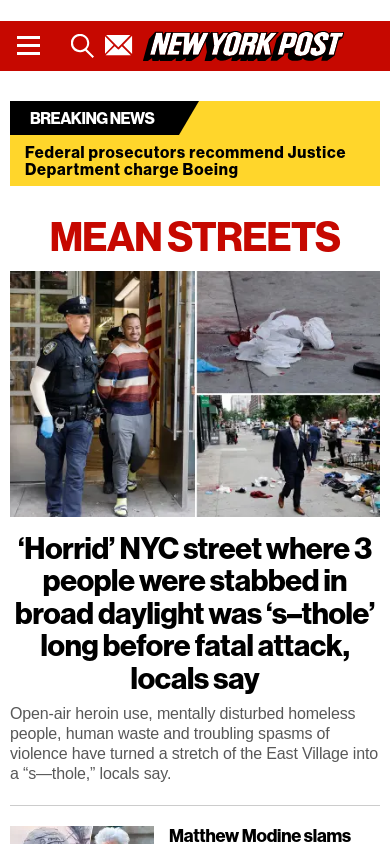 NEW YORK POST
BREAKING NEWS
Federal prosecutors recommend Justice
Department charge Boeing
MEAN STREETS
‘Horrid’ NYC street where 3
people were stabbed in
broad daylight was ‘s–thole’
long before fatal attack,
locals say
Open-air heroin use, mentally disturbed homeless
people, human waste and troubling spasms of
violence have turned a stretch of the East Village into
a “s—thole,” locals say.
Matthew Modine slams